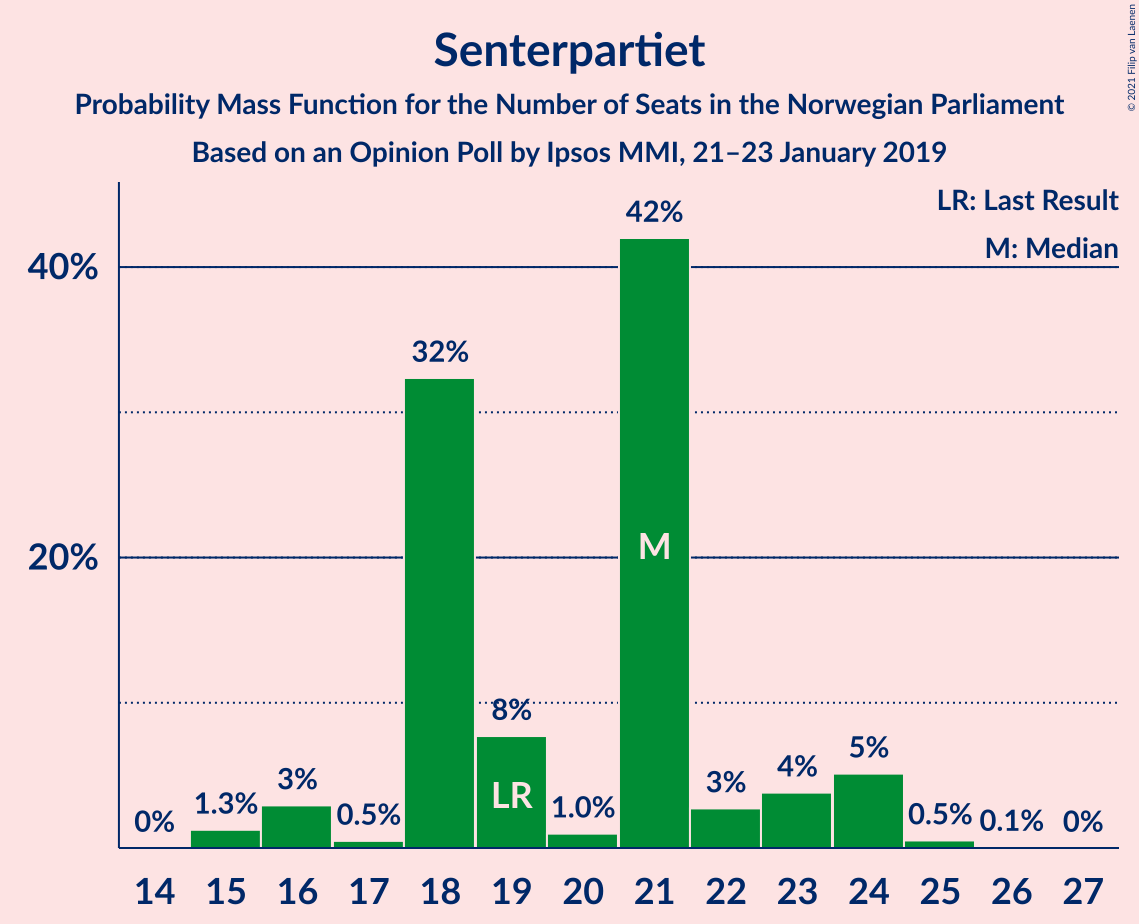 Senterpartiet
Probability Mass Function for the Number of Seats in the Norwegian Parliament
Based on an Opinion Poll by Ipsos MMI, 21–23 January 2019
© 2021 Filip van Laenen
LR: Last Result
M: Median
40%
20%
0%
1.3%
3%
0.5%
32%
8%
1.0%
42%
3%
4%
5%
0.5%
0.1%
0%
LR
M
14 15 16 17 18 19 20 21 22 23 24 25 26 27